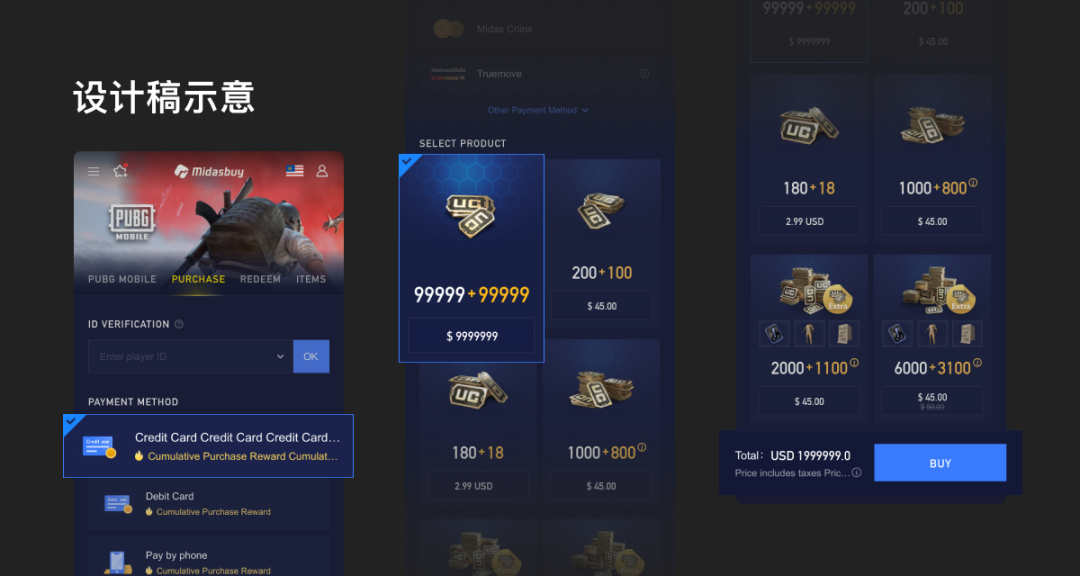 设计稿示意
Midasbuy
PUBG
MOBILE
PUBG MOBILE PURCHASE REDEEM ITEMS
ID VERIFICATION
Enter player ID
OK
PAYMENT METHOD
Credit Card Credit Card Credit Card...
Cumulative Purchase Reward Cumulat...
Debit Card
Cumulative Purchase Reward
Pay by phone
Cumulative Purchase Reward
Midas Coins
Truemove
Other Payment Method
SELECT PRODUCT
99999+99999
$ 9999999
200+100
$ 45.00
180+18
2.99 USD
1000+800
$ 45.00
99999+99999
$ 9999999
200+100
$ 45.00
180+18
2.99 USD
1000+800
$ 45.00
Extra
2000+1100
$ 45.00
Extra
6000+3100
$ 45.00
$ 50.00
Total: USD 1999999.0
Price includes taxes Pric...
BUY